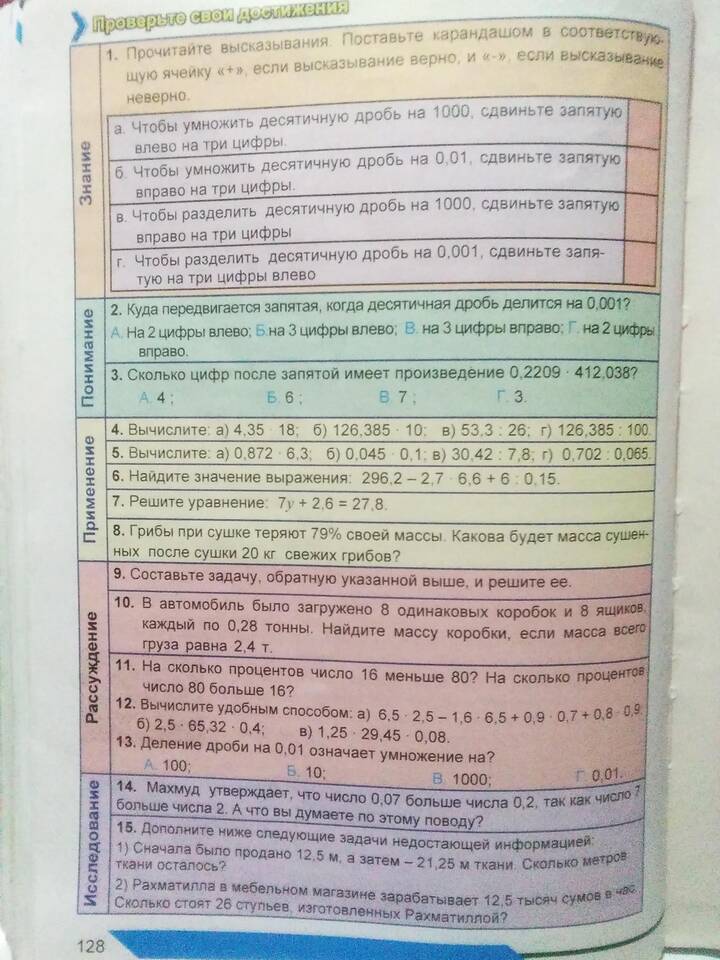 Проверьте свои достижения
Знание
1. Прочитайте высказывания. Поставьте карандашом в соответствую-
щую ячейку «+», если высказывание верно, и «-», если высказывание
неверно.
а. Чтобы умножить десятичную дробь на 1000, сдвиньте запятую
влево на три цифры.
б. Чтобы умножить десятичную дробь на 0,01, сдвиньте запятую
вправо на три цифры.
в. Чтобы разделить десятичную дробь на 1000, сдвиньте запятую
вправо на три цифры
г. Чтобы разделить десятичную дробь на 0,001, сдвиньте запя-
тую на три цифры влево
Понимание
2. Куда передвигается запятая, когда десятичная дробь делится на 0,001?
А. На 2 цифры влево; Б. на 3 цифры влево; В. на 3 цифры вправо; Г. на 2 цифры
вправо.
3. Сколько цифр после запятой имеет произведение 0,2209 · 412,038?
А. 4 ; Б. 6 ; В. 7 ; Г. 3.
Применение
4. Вычислите: а) 4,35 · 18; б) 126,385 · 10; в) 53,3 : 26; г) 126,385 : 100.
5. Вычислите: а) 0,872 · 6,3; б) 0,045 · 0,1; в) 30,42 : 7,8; г) 0,702 : 0,065.
6. Найдите значение выражения: 296,2 – 2,7 · 6,6 + 6 : 0,15.
7. Решите уравнение: 7y + 2,6 = 27,8.
8. Грибы при сушке теряют 79% своей массы. Какова будет масса сушен-
ных после сушки 20 кг свежих грибов?
Рассуждение
9. Составьте задачу, обратную указанной выше, и решите ее.
10. В автомобиль было загружено 8 одинаковых коробок и 8 ящиков,
каждый по 0,28 тонны. Найдите массу коробки, если масса всего
груза равна 2,4 т.
11. На сколько процентов число 16 меньше 80? На сколько процентов
число 80 больше 16?
12. Вычислите удобным способом: а) 6,5 · 2,5 – 1,6 · 6,5 + 0,9 · 0,7 + 0,8 · 0,9;
б) 2,5 · 65,32 · 0,4; в) 1,25 · 29,45 · 0,08.
13. Деление дроби на 0,01 означает умножение на?
А. 100; Б. 10; В. 1000; Г. 0,01.
Исследование
14. Махмуд утверждает, что число 0,07 больше числа 0,2, так как число 7
больше числа 2. А что вы думаете по этому поводу?
15. Дополните ниже следующие задачи недостающей информацией:
1) Сначала было продано 12,5 м, а затем – 21,25 м ткани. Сколько метров
ткани осталось?
2) Рахматилла в мебельном магазине зарабатывает 12,5 тысяч сумов в час.
Сколько стоят 26 стульев, изготовленных Рахматиллой?
128